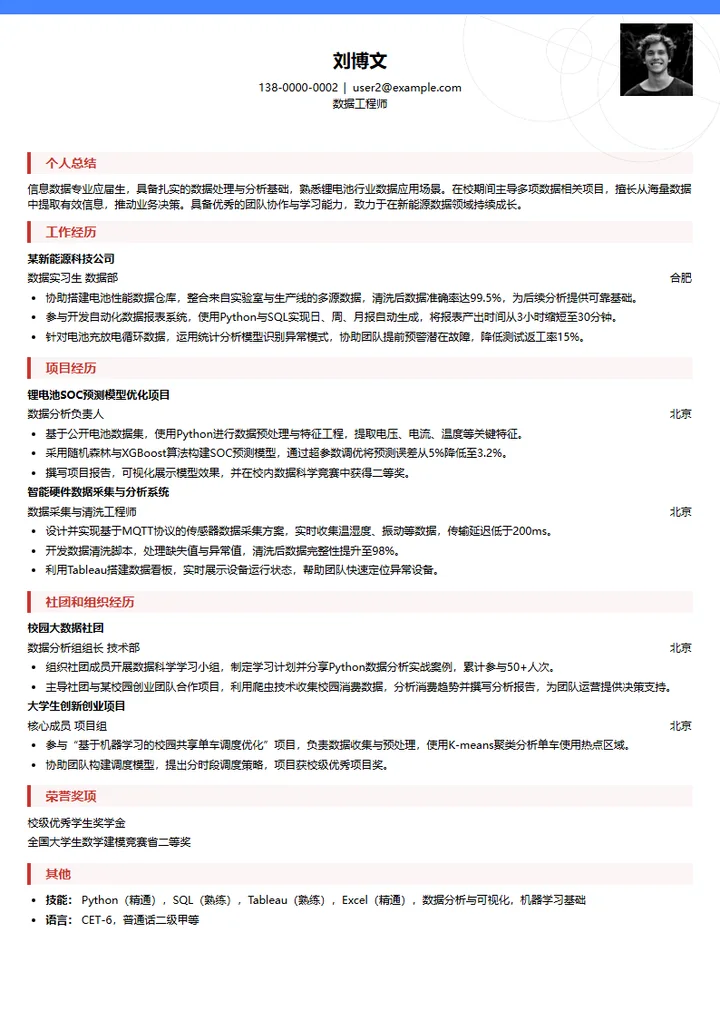 刘博文
138-0000-0002 | user2@example.com
数据工程师
个人总结
信息数据专业应届生，具备扎实的数据处理与分析基础，熟悉锂电池行业数据应用场景。在校期间主导多项数据相关项目，擅长从海量数据
中提取有效信息，推动业务决策。具备优秀的团队协作与学习能力，致力于在新能源数据领域持续成长。
工作经历
某新能源科技公司
数据实习生 数据部 合肥
• 协助搭建电池性能数据仓库，整合来自实验室与生产线的多源数据，清洗后数据准确率达99.5%，为后续分析提供可靠基础。
• 参与开发自动化数据报表系统，使用Python与SQL实现日、周、月报自动生成，将报表产出时间从3小时缩短至30分钟。
• 针对电池充放电循环数据，运用统计分析模型识别异常模式，协助团队提前预警潜在故障，降低测试返工率15%。
项目经历
锂电池SOC预测模型优化项目
数据分析负责人 北京
• 基于公开电池数据集，使用Python进行数据预处理与特征工程，提取电压、电流、温度等关键特征。
• 采用随机森林与XGBoost算法构建SOC预测模型，通过超参数调优将预测误差从5%降低至3.2%。
• 撰写项目报告，可视化展示模型效果，并在校内数据科学竞赛中获得二等奖。
智能硬件数据采集与分析系统
数据采集与清洗工程师 北京
• 设计并实现基于MQTT协议的传感器数据采集方案，实时收集温湿度、振动等数据，传输延迟低于200ms。
• 开发数据清洗脚本，处理缺失值与异常值，清洗后数据完整性提升至98%。
• 利用Tableau搭建数据看板，实时展示设备运行状态，帮助团队快速定位异常设备。
社团和组织经历
校园大数据社团
数据分析组组长 技术部 北京
• 组织社团成员开展数据科学学习小组，制定学习计划并分享Python数据分析实战案例，累计参与50+人次。
• 主导社团与某校园创业团队合作项目，利用爬虫技术收集校园消费数据，分析消费趋势并撰写分析报告，为团队运营提供决策支持。
大学生创新创业项目
核心成员 项目组 北京
• 参与“基于机器学习的校园共享单车调度优化”项目，负责数据收集与预处理，使用K-means聚类分析单车使用热点区域。
• 协助团队构建调度模型，提出分时段调度策略，项目获校级优秀项目奖。
荣誉奖项
校级优秀学生奖学金
全国大学生数学建模竞赛省二等奖
其他
• 技能： Python（精通）, SQL（熟练）, Tableau（熟练）, Excel（精通）, 数据分析与可视化，机器学习基础
• 语言： CET-6，普通话二级甲等